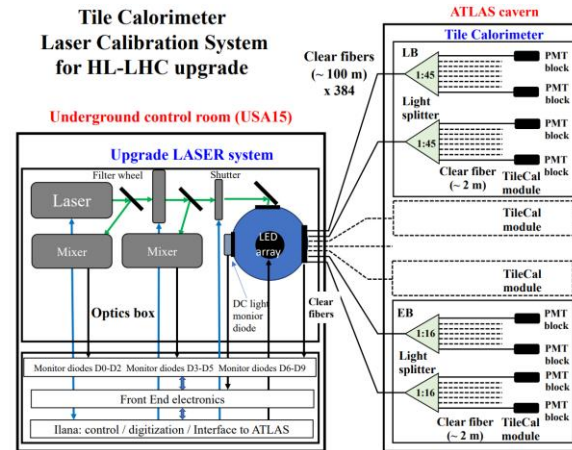 Tile Calorimeter
Laser Calibration System
for HL-LHC upgrade
Underground control room (USA15)
Upgrade LASER system
Filter wheel
Shutter
Laser
Mixer
Mixer
LED
array
Optics box
DC light
monior
diode
Clear
fibers
Monitor diodes D0-D2
Monitor diodes D3-D5
Monitor diodes D6-D9
Front End electronics
Ilana: control / digitization / Interface to ATLAS
Clear fibers
(~ 100 m)
x 384
ATLAS cavern
Tile Calorimeter
LB
1:45
PMT
block
PMT
block
Light
splitter
1:45
PMT
block
PMT
block
Clear fiber
(~ 2 m)
TileCal
module
TileCal
module
TileCal
module
EB
1:16
PMT
block
PMT
block
Light
splitter
1:16
PMT
block
PMT
block
Clear fiber
(~ 2 m)
TileCal
module